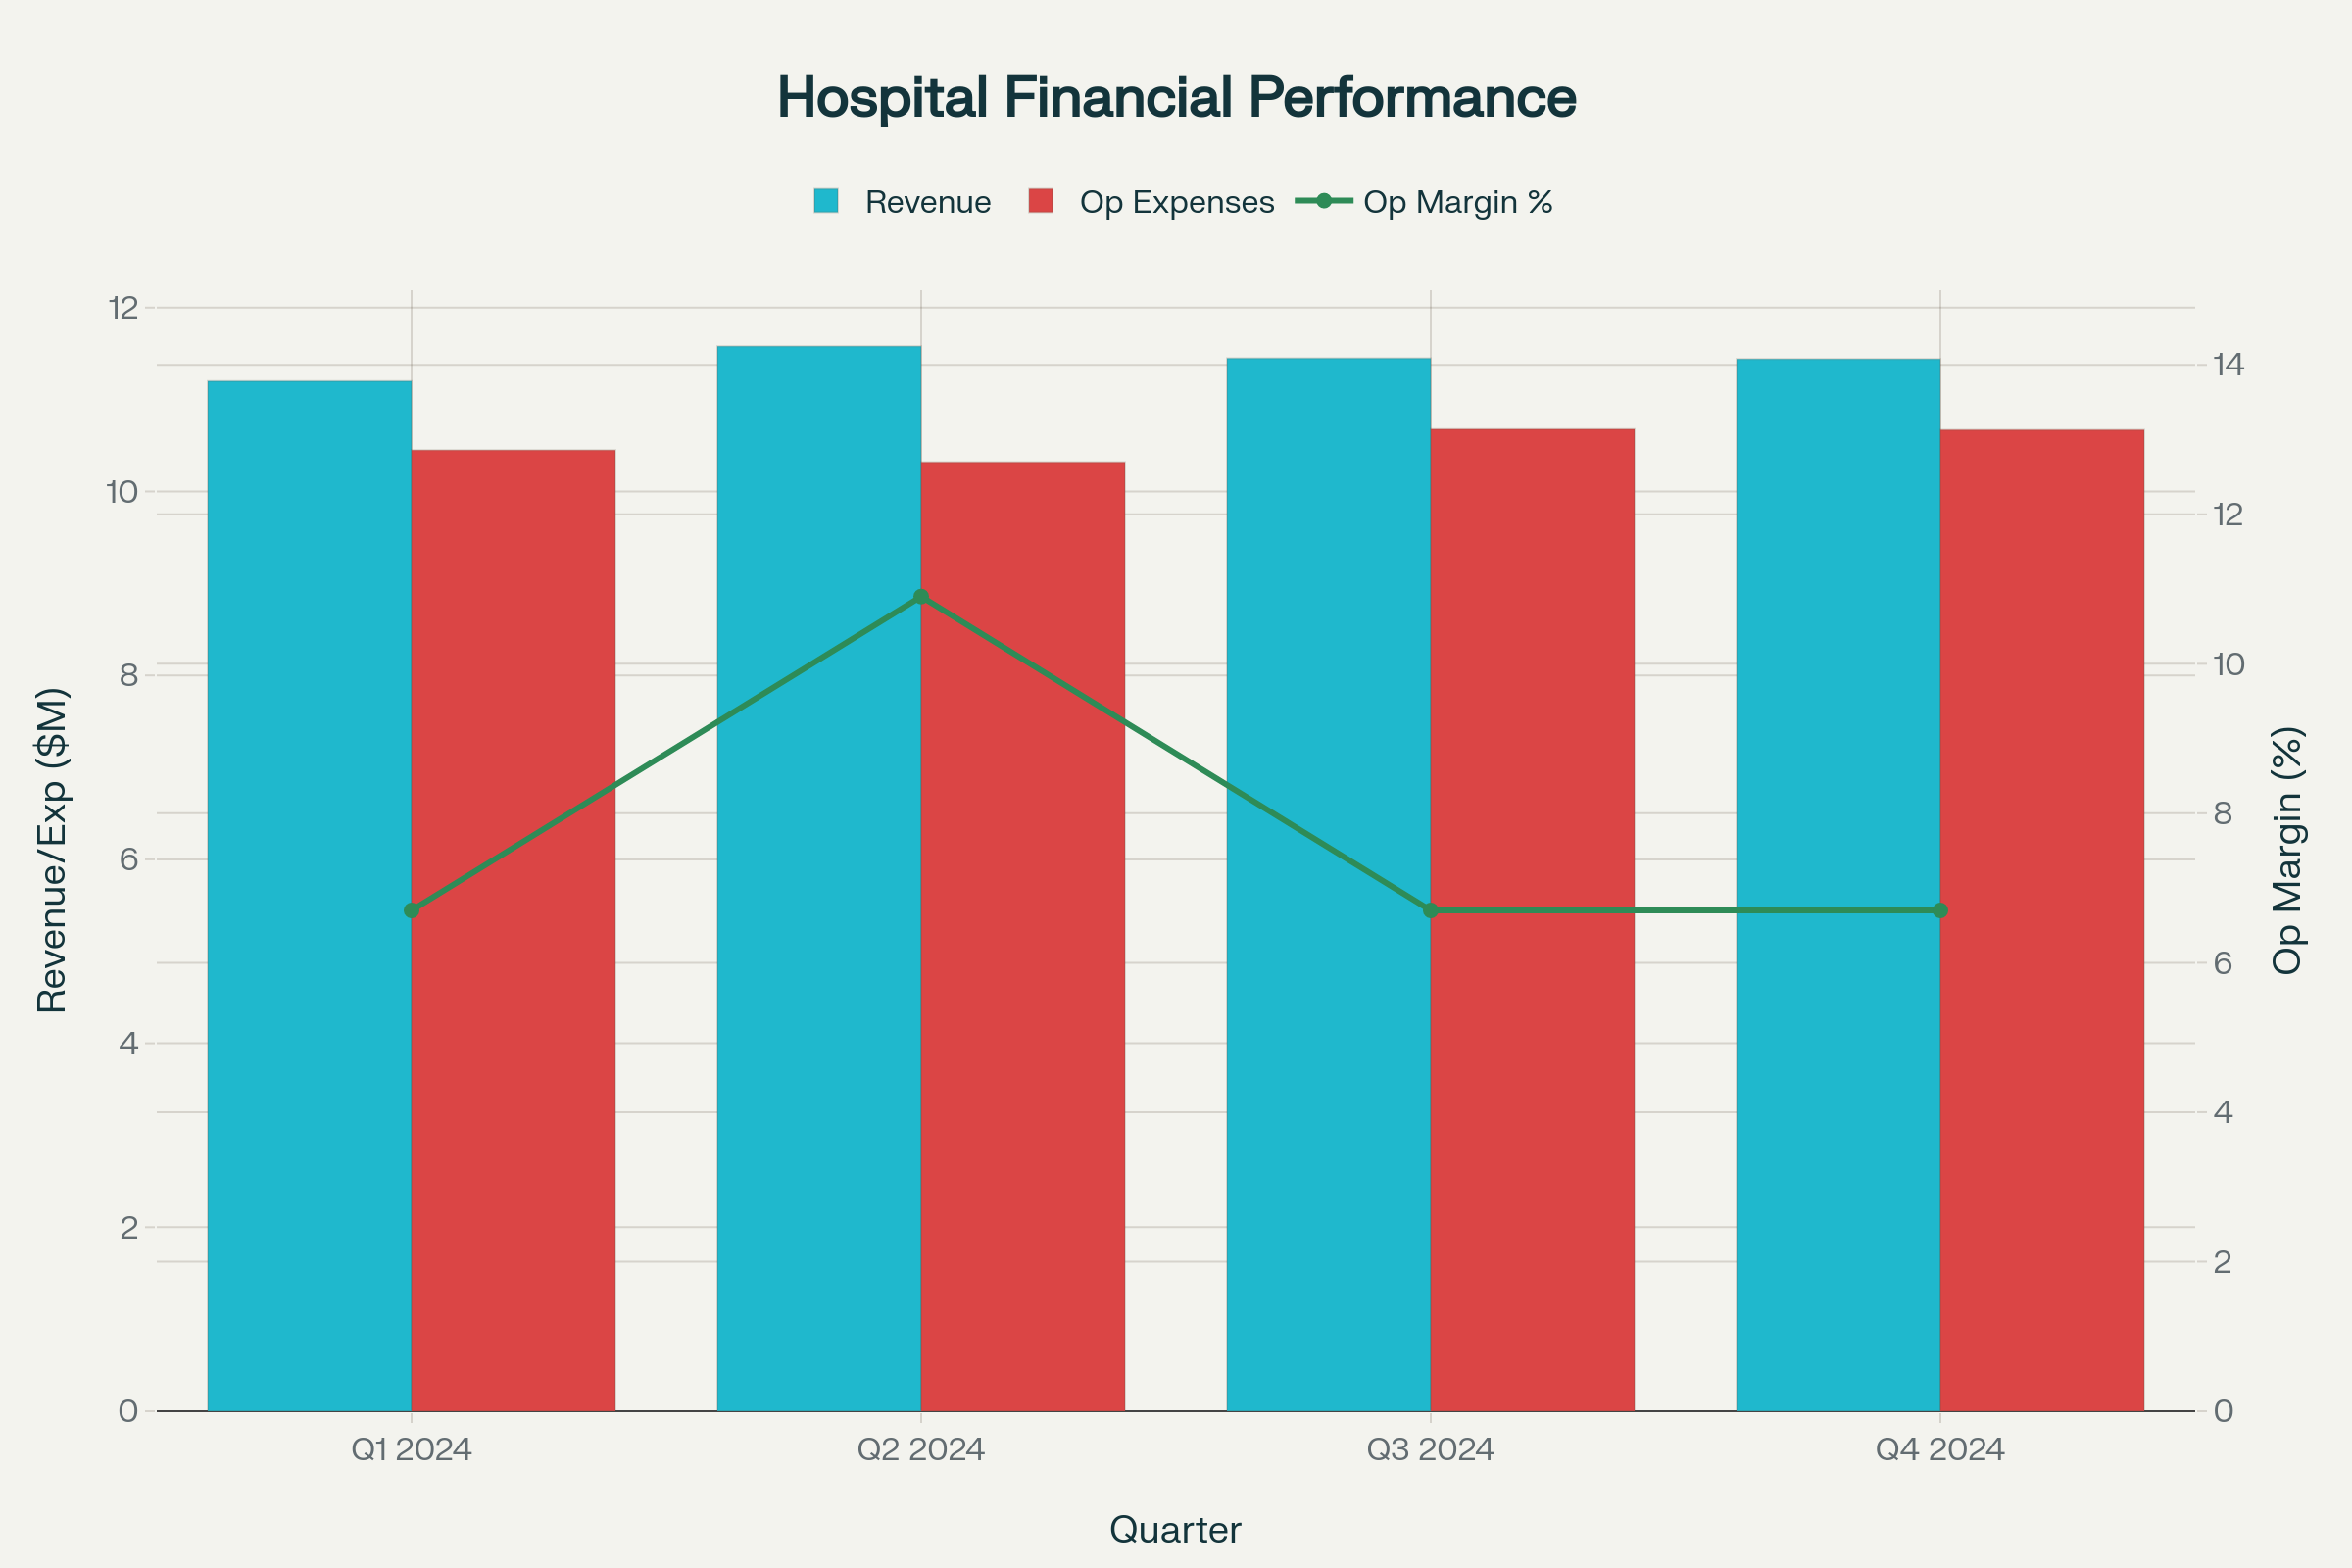 Hospital Financial Performance
Revenue Op Expenses Op Margin %
12
10
8
6
4
2
0
Revenue/Exp ($M)
14
12
10
8
6
4
2
0
Op Margin (%)
Q1 2024 Q2 2024 Q3 2024 Q4 2024
Quarter